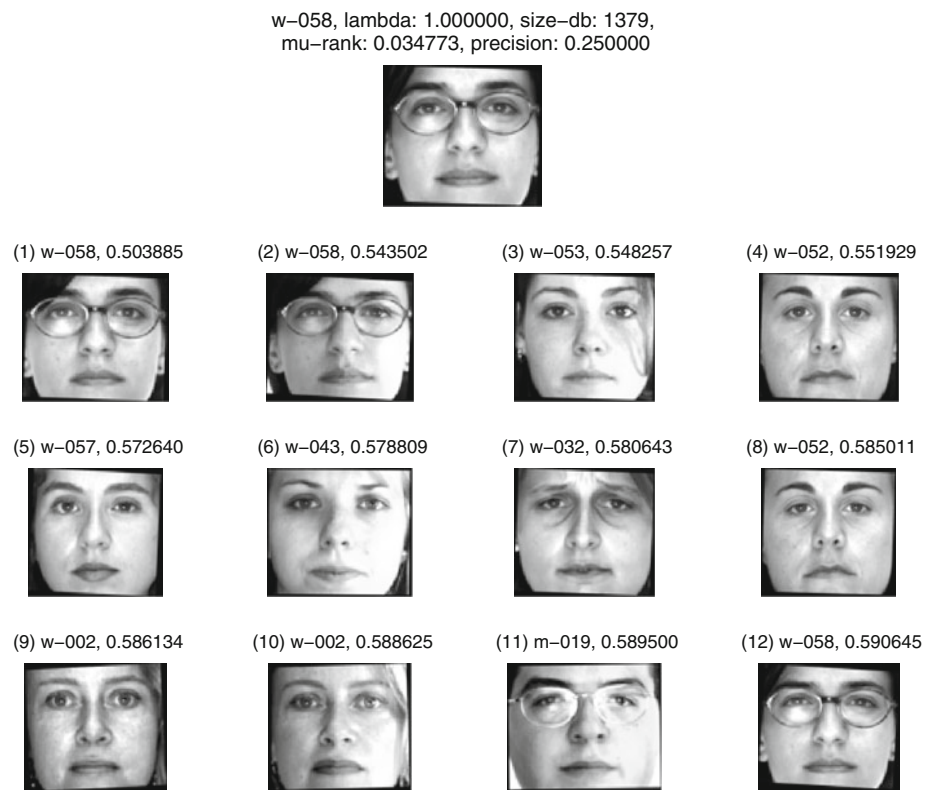 w−058, lambda: 1.000000, size−db: 1379,
mu−rank: 0.034773, precision: 0.250000
(1) w−058, 0.503885
(2) w−058, 0.543502
(3) w−053, 0.548257
(4) w−052, 0.551929
(5) w−057, 0.572640
(6) w−043, 0.578809
(7) w−032, 0.580643
(8) w−052, 0.585011
(9) w−002, 0.586134
(10) w−002, 0.588625
(11) m−019, 0.589500
(12) w−058, 0.590645